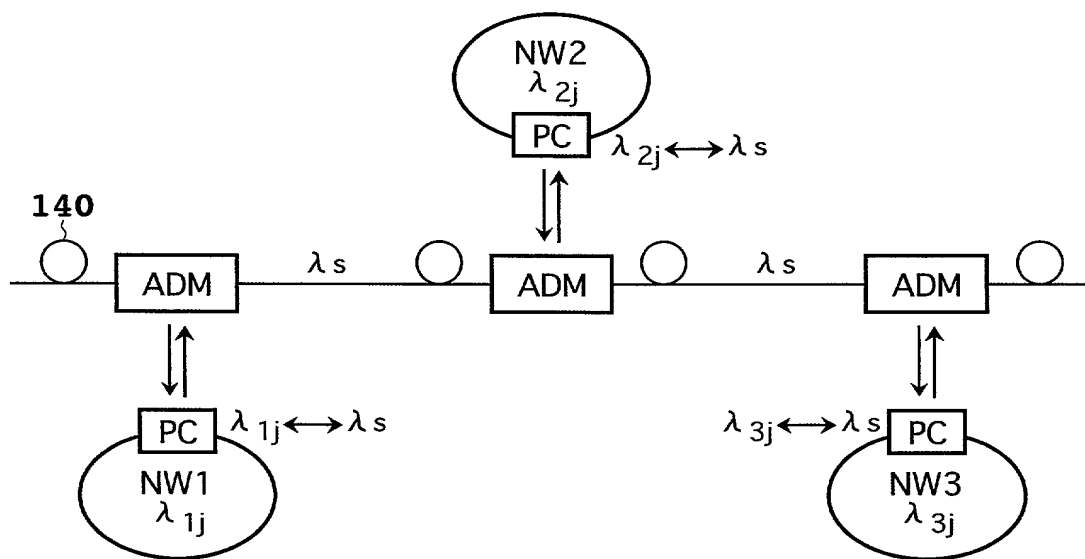 NW2
λ 2j
PC
λ 2j ↔ λ s
140
ADM
λ s
ADM
λ s
ADM
PC
λ 1j ↔ λ s
NW1
λ 1j
λ 3j ↔ λ s
PC
NW3
λ 3j